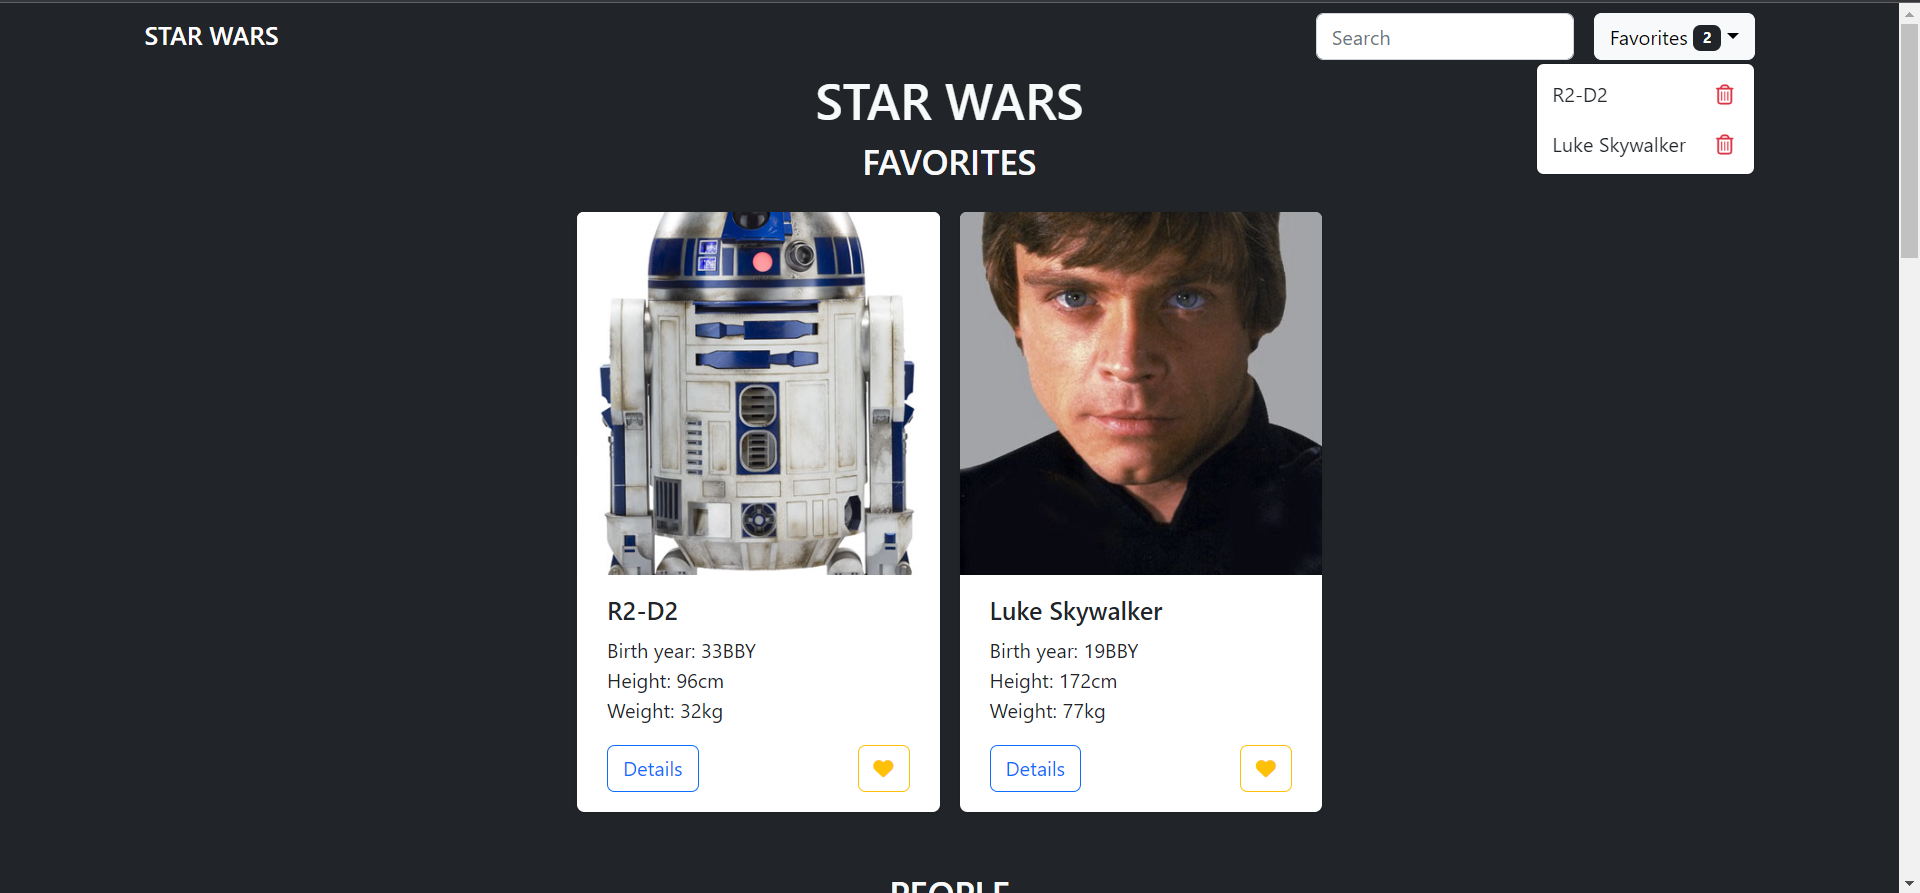 STAR WARS
Search
Favorites 2
R2-D2
Luke Skywalker
STAR WARS
FAVORITES
R2-D2
Birth year: 33BBY
Height: 96cm
Weight: 32kg
Details
Luke Skywalker
Birth year: 19BBY
Height: 172cm
Weight: 77kg
Details
PEOPLE